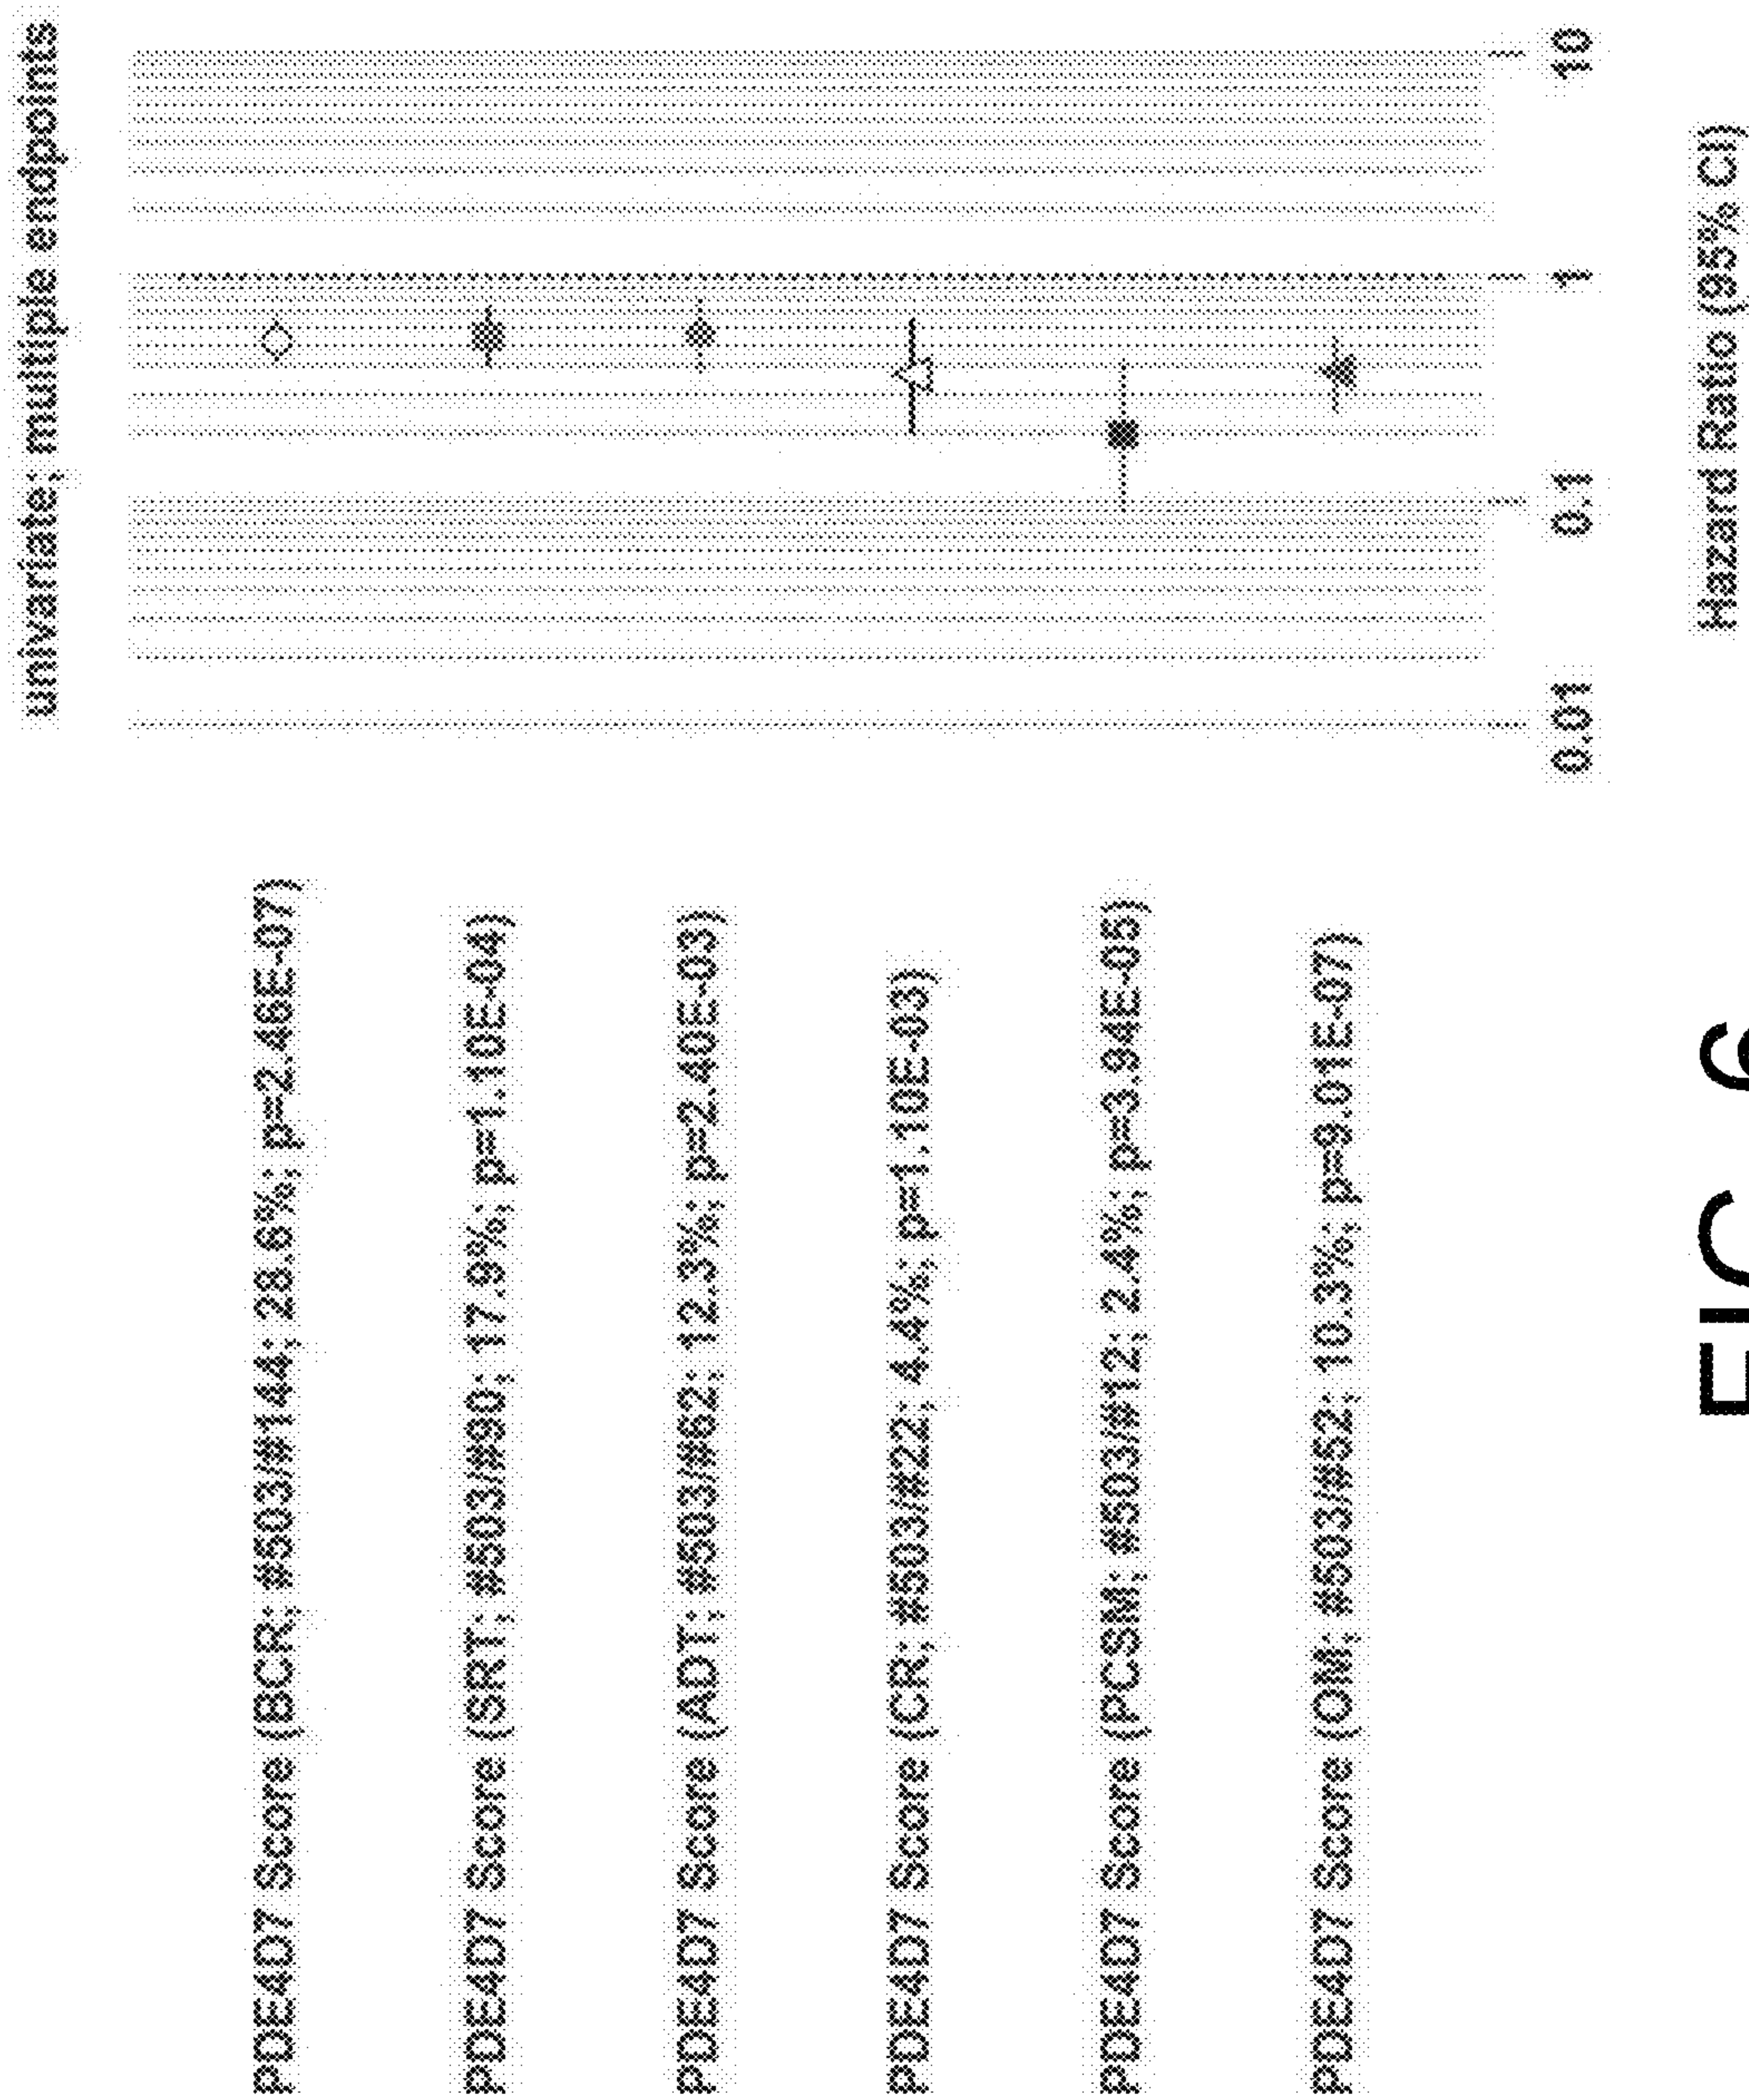 univariate; multiple endpoints
PDE4D7 Score (BCR; #503/#144; 28.6%; p=2.46E-07)
PDE4D7 Score (SRT; #503/#90; 17.9%; p=1.10E-04)
PDE4D7 Score (ADT; #503/#62; 12.3%; p=2.40E-03)
PDE4D7 Score (CR; #503/#22; 4.4%; p=1.10E-03)
PDE4D7 Score (PCSM; #503/#12; 2.4%; p=3.94E-05)
PDE4D7 Score (OM; #503/#52; 10.3%; p=9.01E-07)
0.01 0.1 1 10
Hazard Ratio (95% CI)
FIG. 6